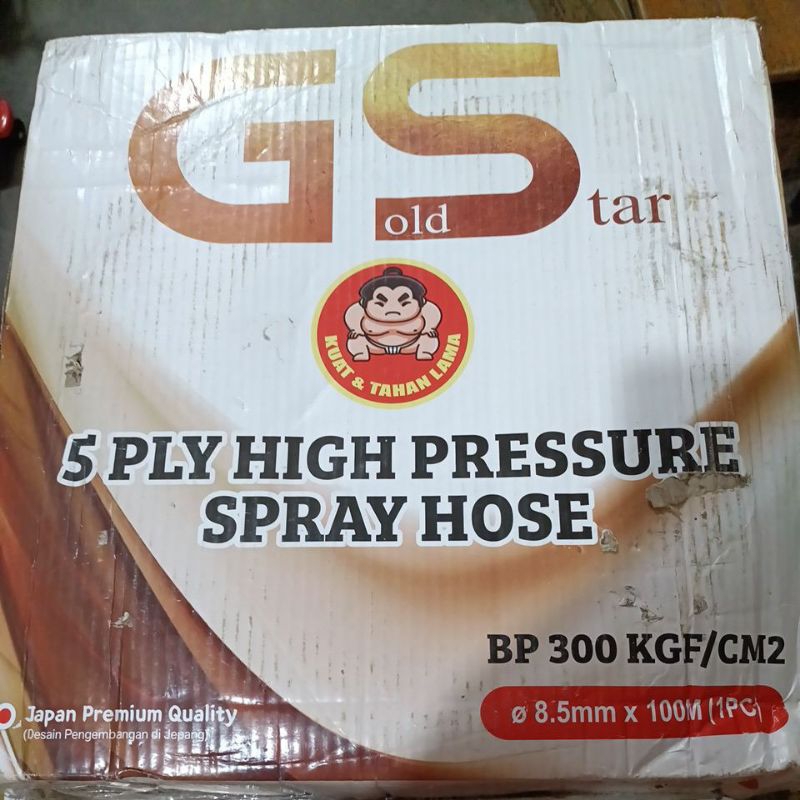 GS
old tar
KUAT & TAHAN LAMA
5 PLY HIGH PRESSURE
SPRAY HOSE
BP 300 KGF/CM2
ø 8.5mm x 100M (1PC)
Japan Premium Quality
(Desain Pengembangan di Jepang)